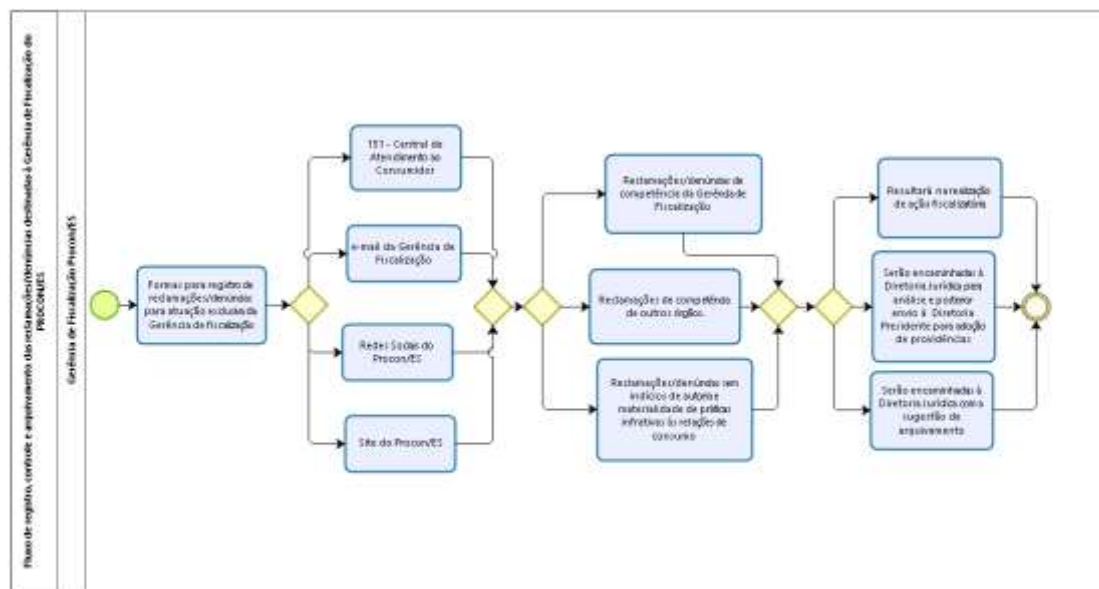 Fluxo de registro, controle e arquivamento das reclamações/denúncias destinadas à Gerência de Fiscalização do
PROCON/ES
Gerência de Fiscalização Procon/ES
Formas para registro de
reclamações/denúncias
para atuação exclusiva da
Gerência de Fiscalização
151 - Central de
Atendimento ao
Consumidor
e-mail da Gerência de
Fiscalização
Redes Sociais do
Procon/ES
Site do Procon/ES
Reclamações/denúncias de
competência da Gerência de
Fiscalização
Reclamações de competência
de outros órgãos.
Reclamações/denúncias sem
indícios de autoria e
materialidade de práticas
infrativas às relações de
consumo
Resultará na realização
de ação fiscalizatória
Serão encaminhadas à
Diretoria Jurídica para
análise e posterior
envio à Diretoria
Presidente para adoção
de providências
Serão encaminhadas à
Diretoria Jurídica com a
sugestão de
arquivamento